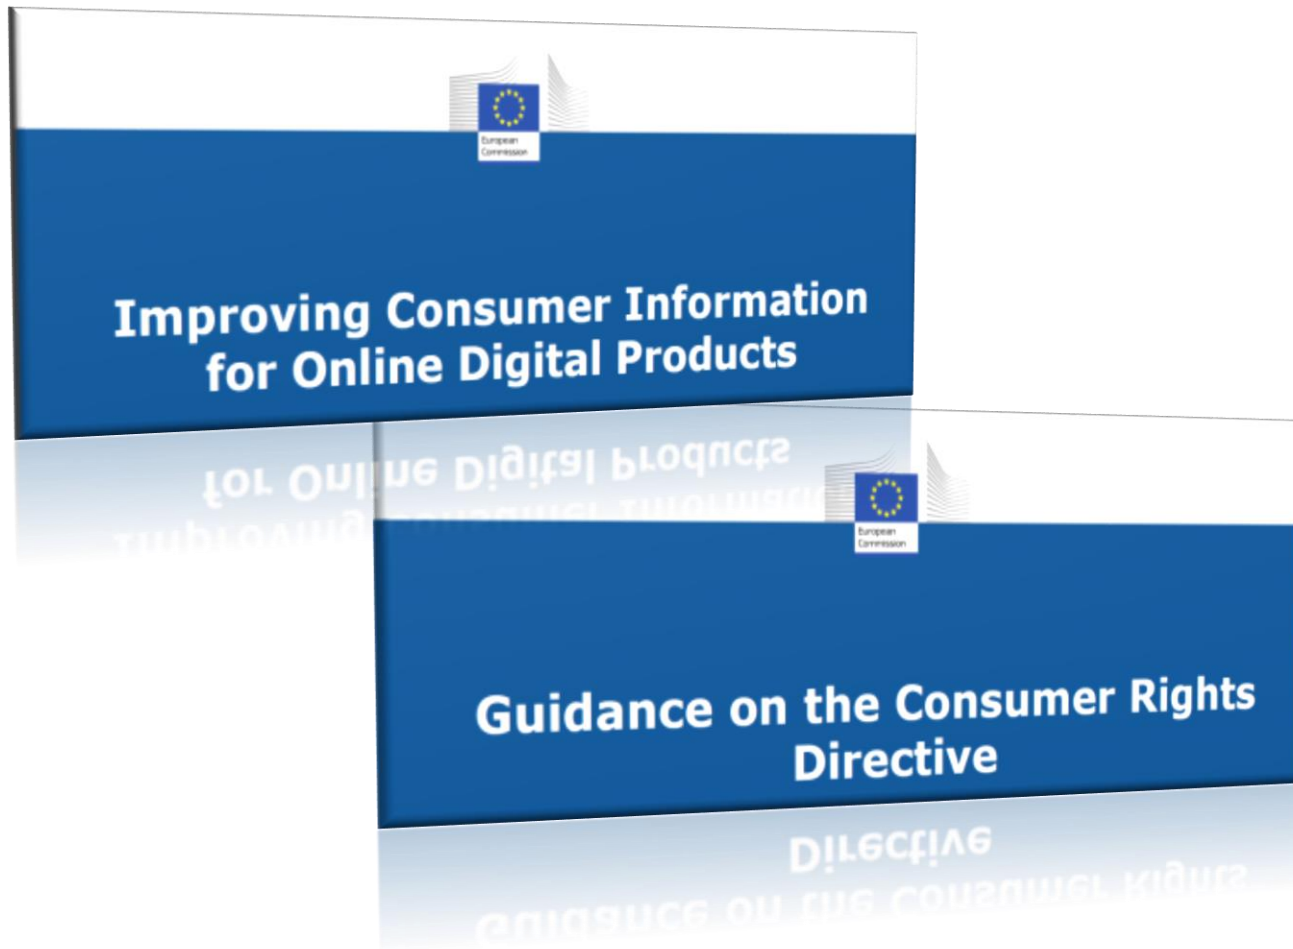 European
Commission
Improving Consumer Information
for Online Digital Products
European
Commission
Guidance on the Consumer Rights
Directive